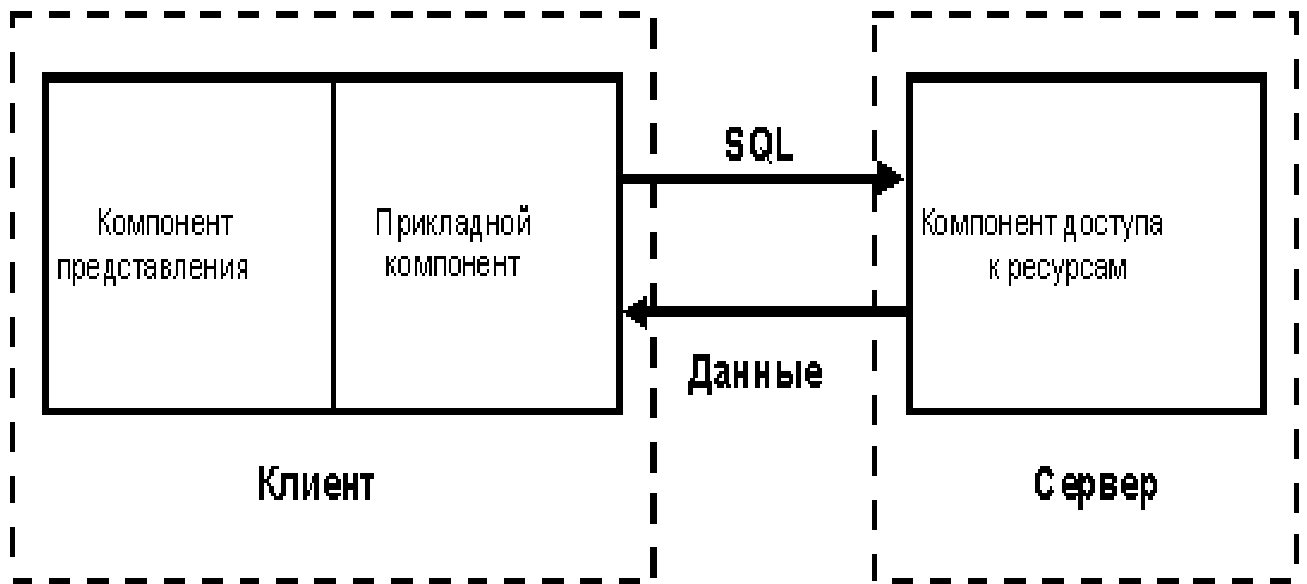 Компонент
представления
Прикладной
компонент
SQL
Данные
Компонент доступа
к ресурсам
Клиент
Сервер